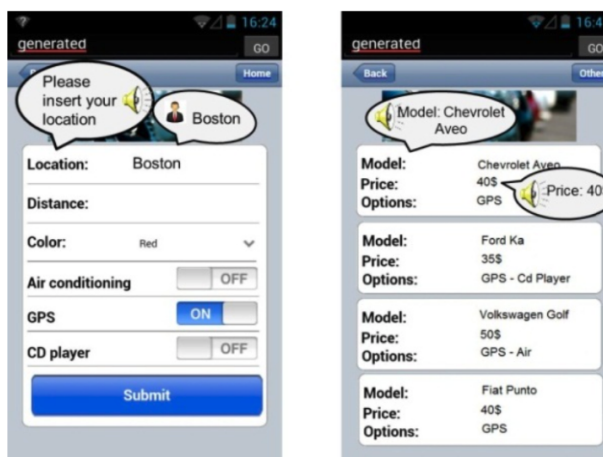 16:24
generated
GO
Home
Please
insert your
location
Boston
Location: Boston
Distance:
Color: Red
Air conditioning OFF
GPS ON
CD player OFF
Submit
16:4
generated
GO
Back
Other
Model: Chevrolet
Aveo
Model: Chevrolet Aveo
Price: 40$
Options: GPS
Price: 40
Model: Ford Ka
Price: 35$
Options: GPS - Cd Player
Model: Volkswagen Golf
Price: 50$
Options: GPS - Air
Model: Fiat Punto
Price: 40$
Options: GPS